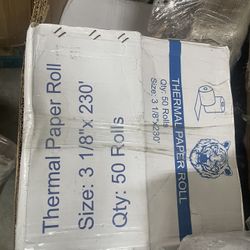 Thermal Paper Roll
Size: 3 1/8"x 230'
Qty: 50 Rolls
THERMAL PAPER ROLL
Qty: 50 Rolls
Size: 3 1/8"x230'